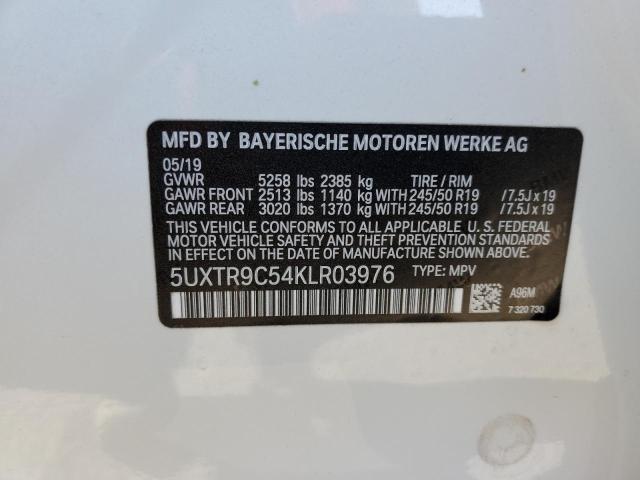 MFD BY BAYERISCHE MOTOREN WERKE AG
05/19
GVWR 5258 lbs 2385 kg TIRE / RIM
GAWR FRONT 2513 lbs 1140 kg WITH 245/50 R19 /7.5J x 19
GAWR REAR 3020 lbs 1370 kg WITH 245/50 R19 /7.5J x 19
THIS VEHICLE CONFORMS TO ALL APPLICABLE U. S. FEDERAL
MOTOR VEHICLE SAFETY AND THEFT PREVENTION STANDARDS
IN EFFECT ON THE DATE OF MANUFACTURE SHOWN ABOVE.
5UXTR9C54KLR03976 TYPE: MPV
A96M
7 320 730